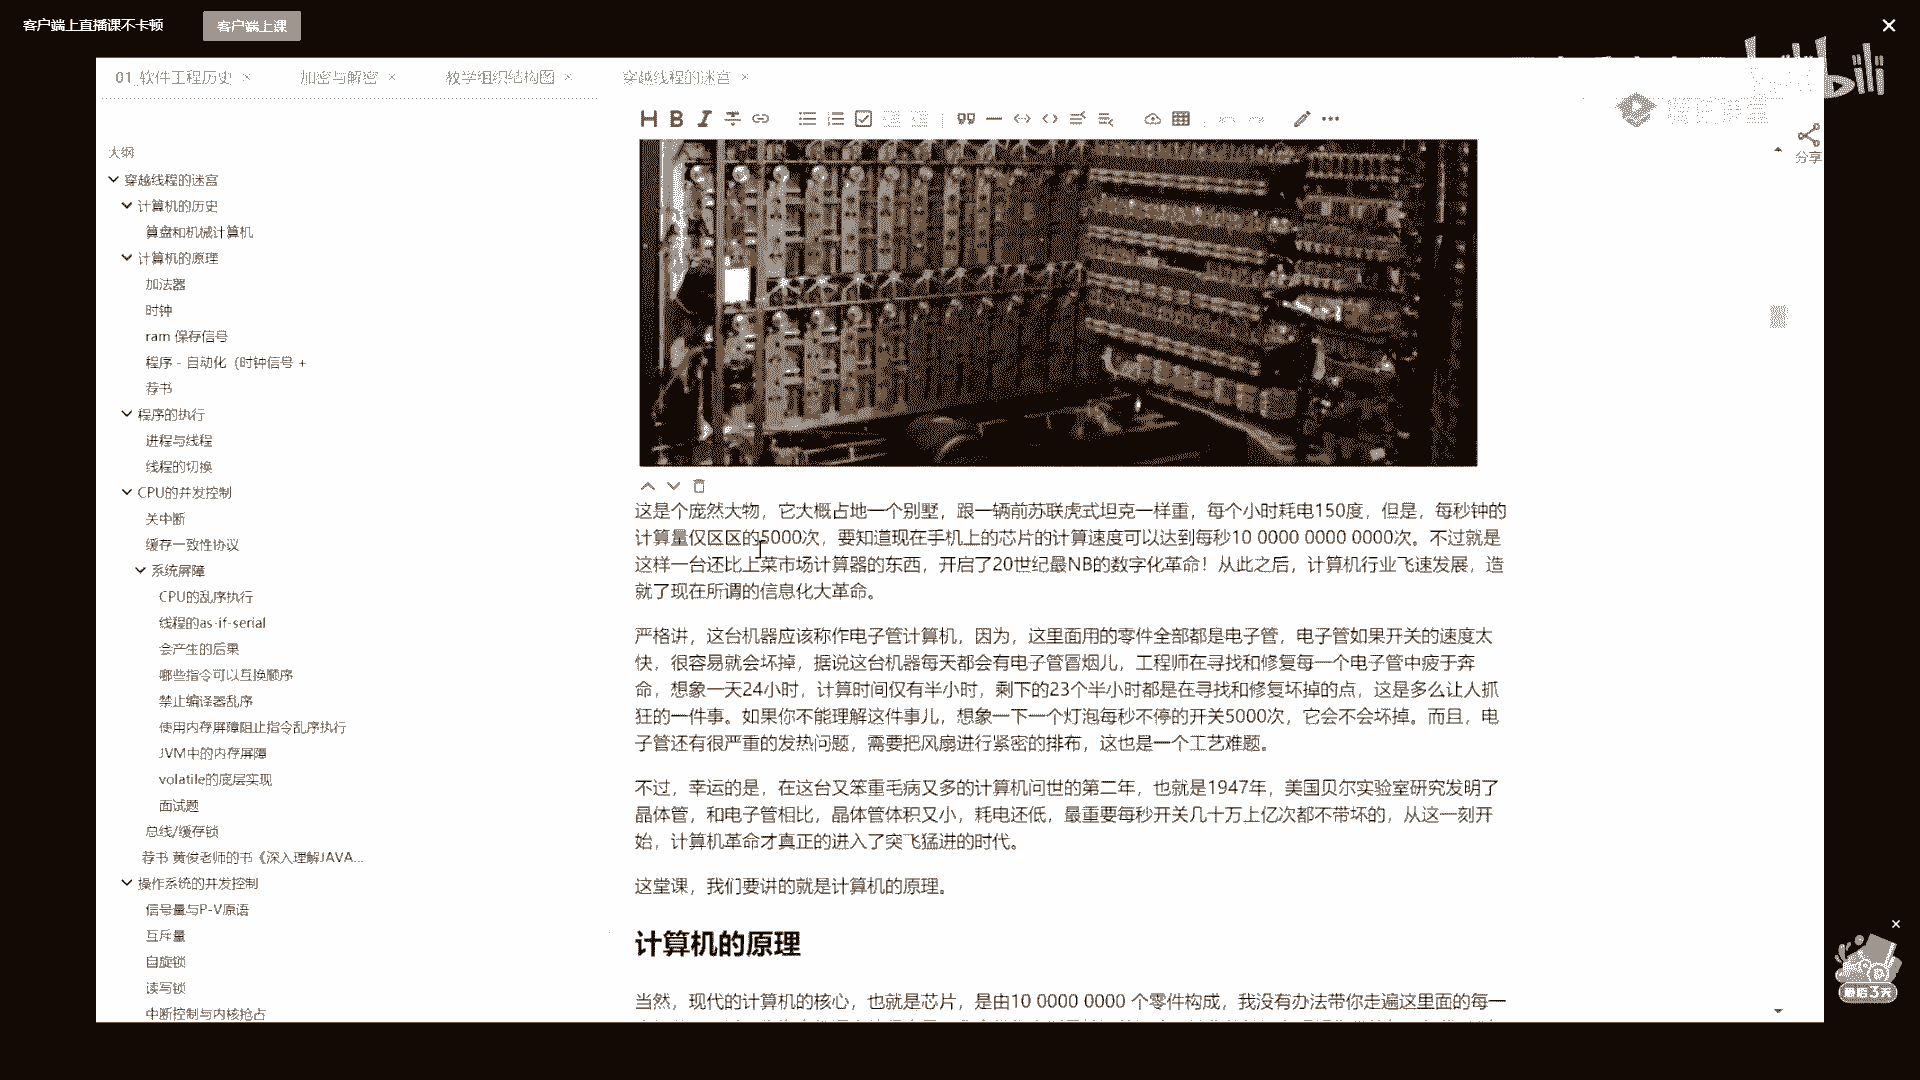 客户端上直播课不卡顿
客户端上课
bilibili
01_软件工程历史
加密与解密
教学组织结构图
穿越线程的迷宫
分享
大纲
穿越线程的迷宫
计算机的历史
算盘和机械计算机
计算机的原理
加法器
时钟
ram 保存信号
程序 - 自动化（时钟信号 +
荐书
程序的执行
进程与线程
线程的切换
CPU的并发控制
关中断
缓存一致性协议
系统屏障
CPU的乱序执行
线程的as-if-serial
会产生的后果
哪些指令可以互换顺序
禁止编译器乱序
使用内存屏障阻止指令乱序执行
JVM中的内存屏障
volatile的底层实现
面试题
总线/缓存锁
荐书 黄俊老师的书《深入理解JAVA...
操作系统的并发控制
信号量与P-V原语
互斥量
自旋锁
读写锁
中断控制与内核抢占
这是个庞然大物，它大概占地一个别墅，跟一辆前苏联虎式坦克一样重，每个小时耗电150度，但是，每秒钟的
计算量仅区区的5000次，要知道现在手机上的芯片的计算速度可以达到每秒10 0000 0000 0000次。不过就是
这样一台还比上菜市场计算器的东西，开启了20世纪最NB的数字化革命！从此之后，计算机行业飞速发展，造
就了现在所谓的信息化大革命。
严格讲，这台机器应该称作电子管计算机，因为，这里面用的零件全部都是电子管，电子管如果开关的速度太
快，很容易就会坏掉，据说这台机器每天都会有电子管冒烟儿，工程师在寻找和修复每一个电子管中疲于奔
命，想象一天24小时，计算时间仅有半小时，剩下的23个半小时都是在寻找和修复坏掉的点，这是多么让人抓
狂的一件事。如果你不能理解这件事儿，想象一下一个灯泡每秒不停的开关5000次，它会不会坏掉。而且，电
子管还有很严重的发热问题，需要把风扇进行紧密的排布，这也是一个工艺难题。
不过，幸运的是，在这台又笨重毛病又多的计算机问世的第二年，也就是1947年，美国贝尔实验室研究发明了
晶体管，和电子管相比，晶体管体积又小，耗电还低，最重要每秒开关几十万上亿次都不带坏的，从这一刻开
始，计算机革命才真正的进入了突飞猛进的时代。
这堂课，我们要讲的就是计算机的原理。
计算机的原理
当然，现代的计算机的核心，也就是芯片，是由10 0000 0000 个零件构成，我没有办法带你走遍这里面的每一
最后3天